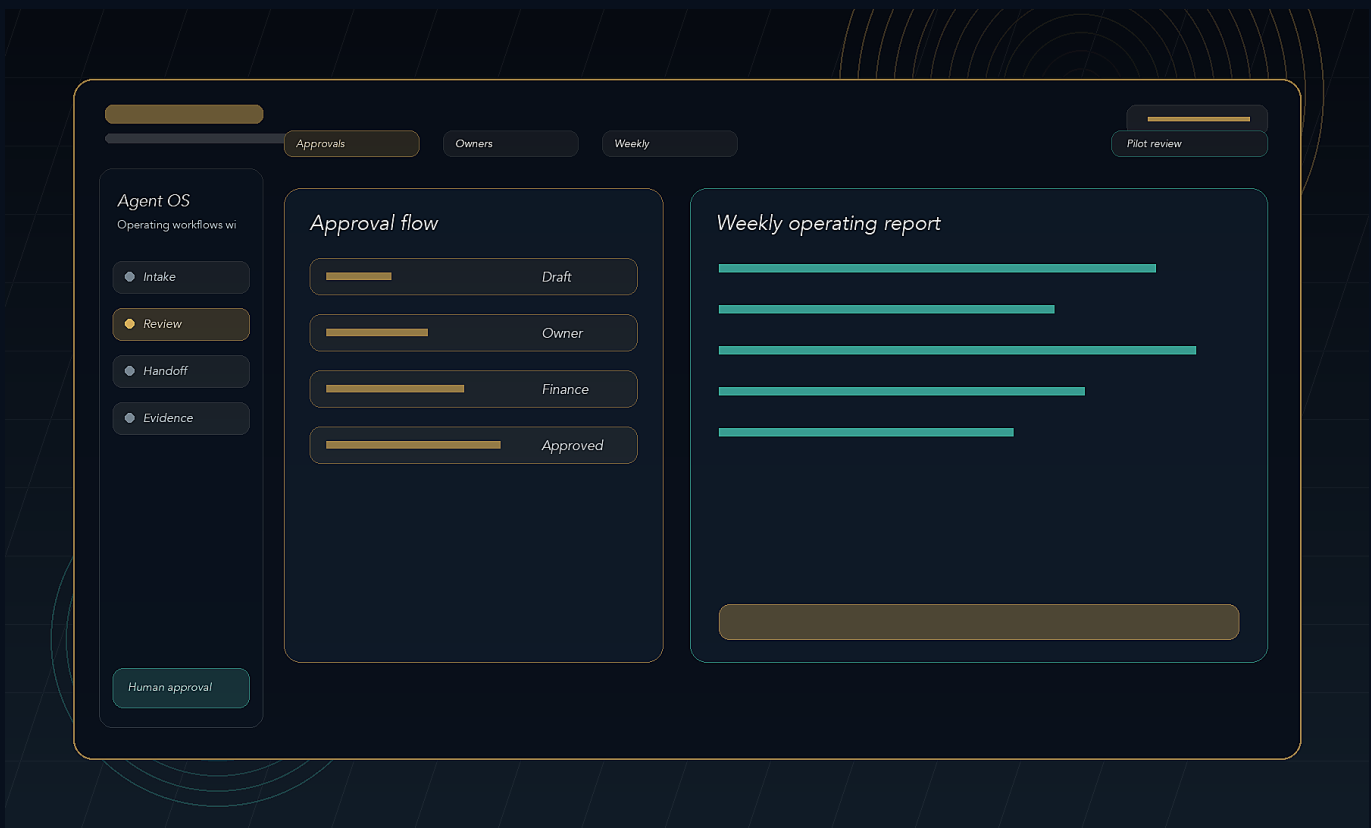 Approvals
Owners
Weekly
Pilot review
Agent OS
Operating workflows wi
Intake
Review
Handoff
Evidence
Human approval
Approval flow
Draft
Owner
Finance
Approved
Weekly operating report